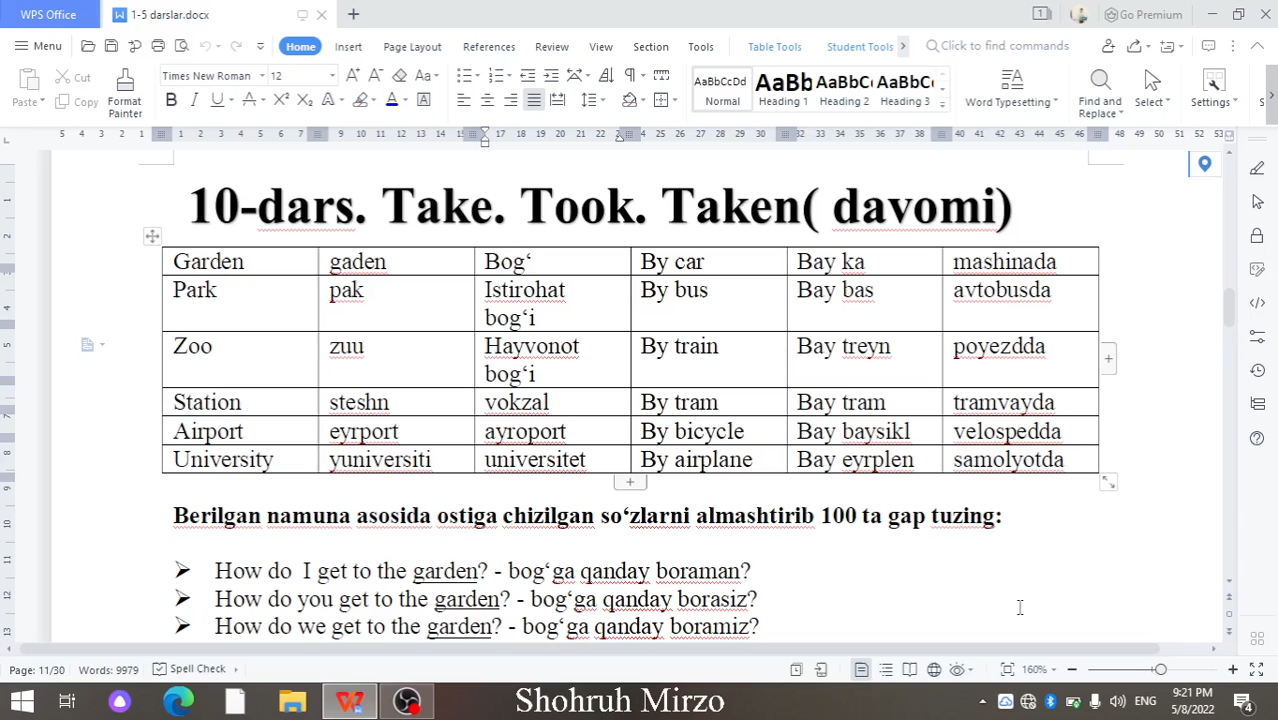 WPS Office
1-5 darslar.docx
1
Go Premium
Menu
Home Insert Page Layout References Review View Section Tools Table Tools Student Tools Click to find commands
Paste Cut Copy Format Painter
Times New Roman 12
AaBbCcDd Normal
AaBb Heading 1
AaBbC Heading 2
AaBbC Heading 3
Word Typesetting
Find and Replace
Select
Settings
10-dars. Take. Took. Taken( davomi)
Garden gaden Bog‘ By car Bay ka mashinada
Park pak Istirohat bog‘i By bus Bay bas avtobusda
Zoo zuu Hayvonot bog‘i By train Bay treyn poyezdda
Station steshn vokzal By tram Bay tram tramvayda
Airport eyrport ayroport By bicycle Bay baysikl velospedda
University yuniversiti universitet By airplane Bay eyrplen samolyotda
Berilgan namuna asosida ostiga chizilgan so‘zlarni almashtirib 100 ta gap tuzing:
➢ How do I get to the garden? - bog‘ga qanday boraman?
➢ How do you get to the garden? - bog‘ga qanday borasiz?
➢ How do we get to the garden? - bog‘ga qanday boramiz?
Page: 11/30 Words: 9979 Spell Check 160%
Shohruh Mirzo
ENG
9:21 PM
5/8/2022
4